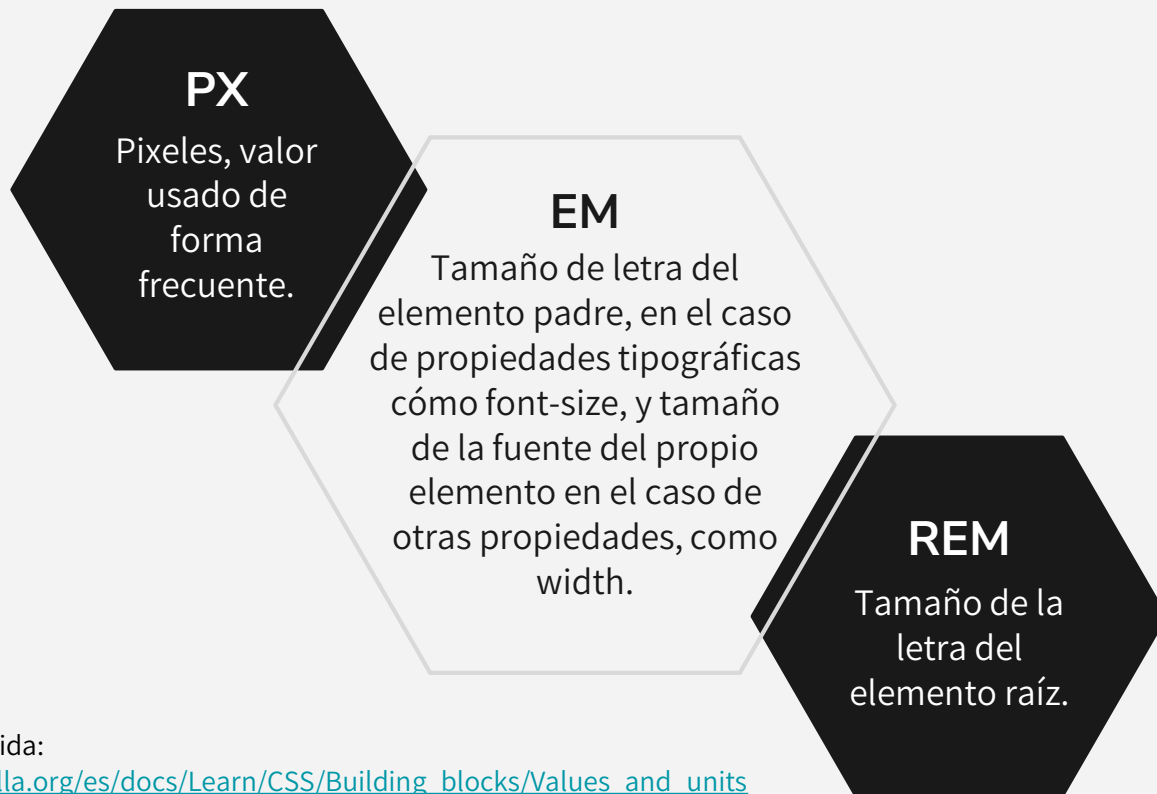 PX
Pixeles, valor
usado de
forma
frecuente.
EM
Tamaño de letra del
elemento padre, en el caso
de propiedades tipográficas
cómo font-size, y tamaño
de la fuente del propio
elemento en el caso de
otras propiedades, como
width.
REM
Tamaño de la
letra del
elemento raíz.
ida:
lla.org/es/docs/Learn/CSS/Building_blocks/Values_and_units